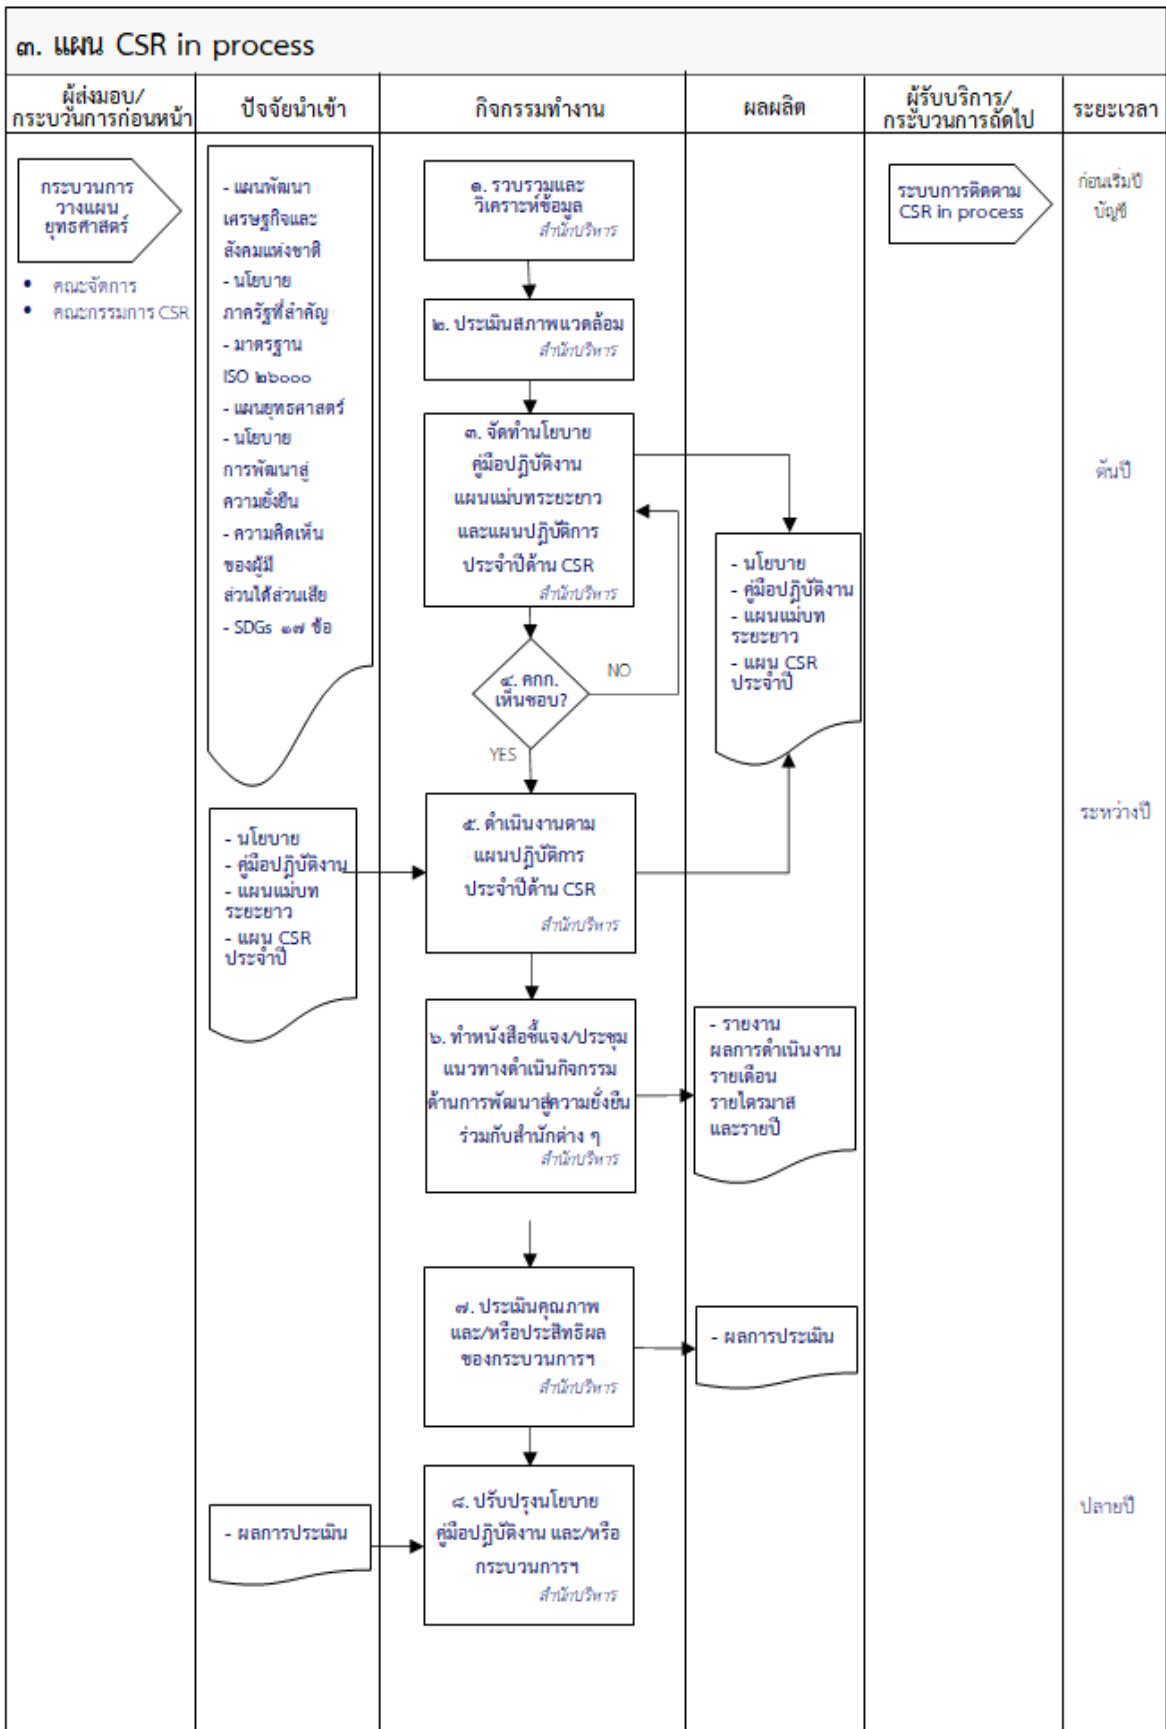 ๓. แผน CSR in process
ผู้ส่งมอบ/
กระบวนการก่อนหน้า
ปัจจัยนำเข้า
กิจกรรมทำงาน
ผลผลิต
ผู้รับบริการ/
กระบวนการถัดไป
ระยะเวลา
กระบวนการ
วางแผน
ยุทธศาสตร์
• คณะจัดการ
• คณะกรรมการ CSR
- แผนพัฒนา
เศรษฐกิจและ
สังคมแห่งชาติ
- นโยบาย
ภาครัฐที่สำคัญ
- มาตรฐาน
ISO ๒๖๐๐๐
- แผนยุทธศาสตร์
- นโยบาย
การพัฒนาสู่
ความยั่งยืน
- ความคิดเห็น
ของผู้มี
ส่วนได้ส่วนเสีย
- SDGs ๑๗ ข้อ
๑. รวบรวมและ
วิเคราะห์ข้อมูล
สำนักบริหาร
ระบบการติดตาม
CSR in process
ก่อนเริ่มปี
บัญชี
๒. ประเมินสภาพแวดล้อม
สำนักบริหาร
๓. จัดทำนโยบาย
คู่มือปฏิบัติงาน
แผนแม่บทระยะยาว
และแผนปฏิบัติการ
ประจำปีด้าน CSR
สำนักบริหาร
ต้นปี
- นโยบาย
- คู่มือปฏิบัติงาน
- แผนแม่บท
ระยะยาว
- แผน CSR
ประจำปี
๔. คกก.
เห็นชอบ?
NO
YES
- นโยบาย
- คู่มือปฏิบัติงาน
- แผนแม่บท
ระยะยาว
- แผน CSR
ประจำปี
๕. ดำเนินงานตาม
แผนปฏิบัติการ
ประจำปีด้าน CSR
สำนักบริหาร
ระหว่างปี
๖. ทำหนังสือชี้แจง/ประชุม
แนวทางดำเนินกิจกรรม
ด้านการพัฒนาสู่ความยั่งยืน
ร่วมกับสำนักต่าง ๆ
สำนักบริหาร
- รายงาน
ผลการดำเนินงาน
รายเดือน
รายไตรมาส
และรายปี
๗. ประเมินคุณภาพ
และ/หรือประสิทธิผล
ของกระบวนการฯ
สำนักบริหาร
- ผลการประเมิน
- ผลการประเมิน
๘. ปรับปรุงนโยบาย
คู่มือปฏิบัติงาน และ/หรือ
กระบวนการฯ
สำนักบริหาร
ปลายปี